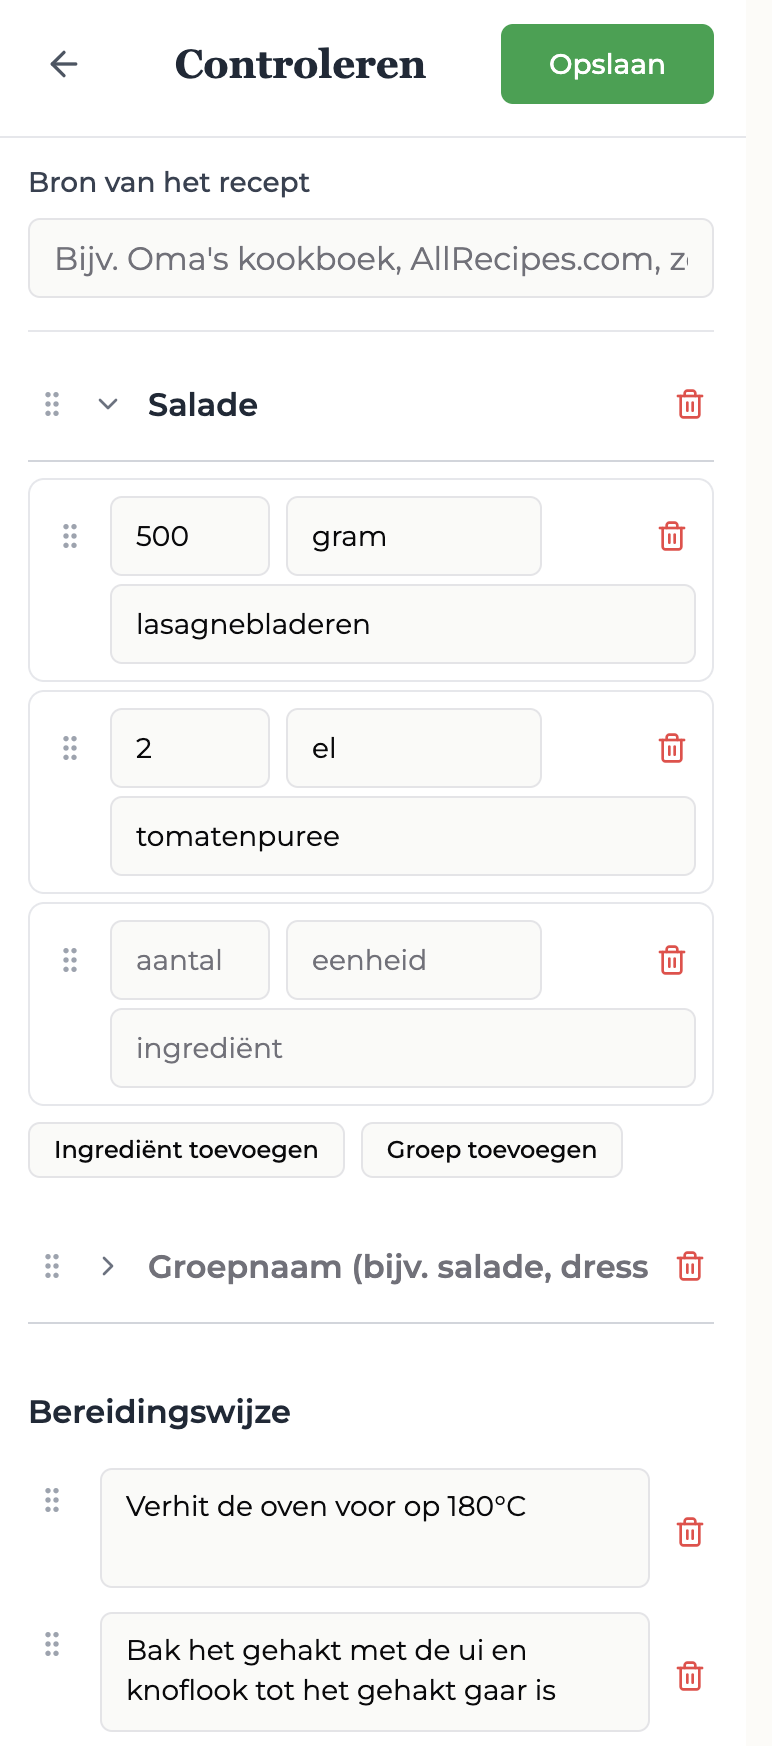 Controleren
Opslaan
Bron van het recept
Bijv. Oma's kookboek, AllRecipes.com, z
Salade
500
gram
lasagnebladeren
2
el
tomatenpuree
aantal
eenheid
ingrediënt
Ingrediënt toevoegen
Groep toevoegen
Groepnaam (bijv. salade, dress
Bereidingswijze
Verhit de oven voor op 180°C
Bak het gehakt met de ui en
knoflook tot het gehakt gaar is